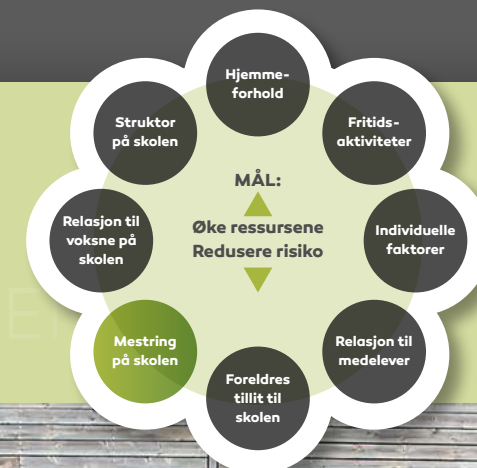 Hjemme-
forhold
Fritids-
aktiviteter
Individuelle
faktorer
Relasjon til
medelever
Foreldres
tillit til
skolen
Mestring
på skolen
Relasjon til
voksne på
skolen
Struktor
på skolen
MÅL:
Øke ressursene
Redusere risiko